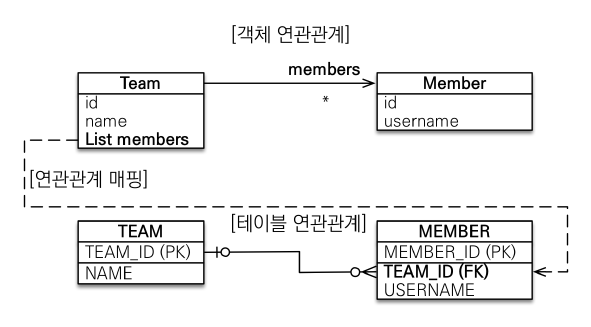 [객체 연관관계]
members
Team
Member
*
id
name
List members
id
username
[연관관계 매핑]
[테이블 연관관계]
TEAM
TEAM_ID (PK)
NAME
MEMBER
MEMBER_ID (PK)
TEAM_ID (FK)
USERNAME